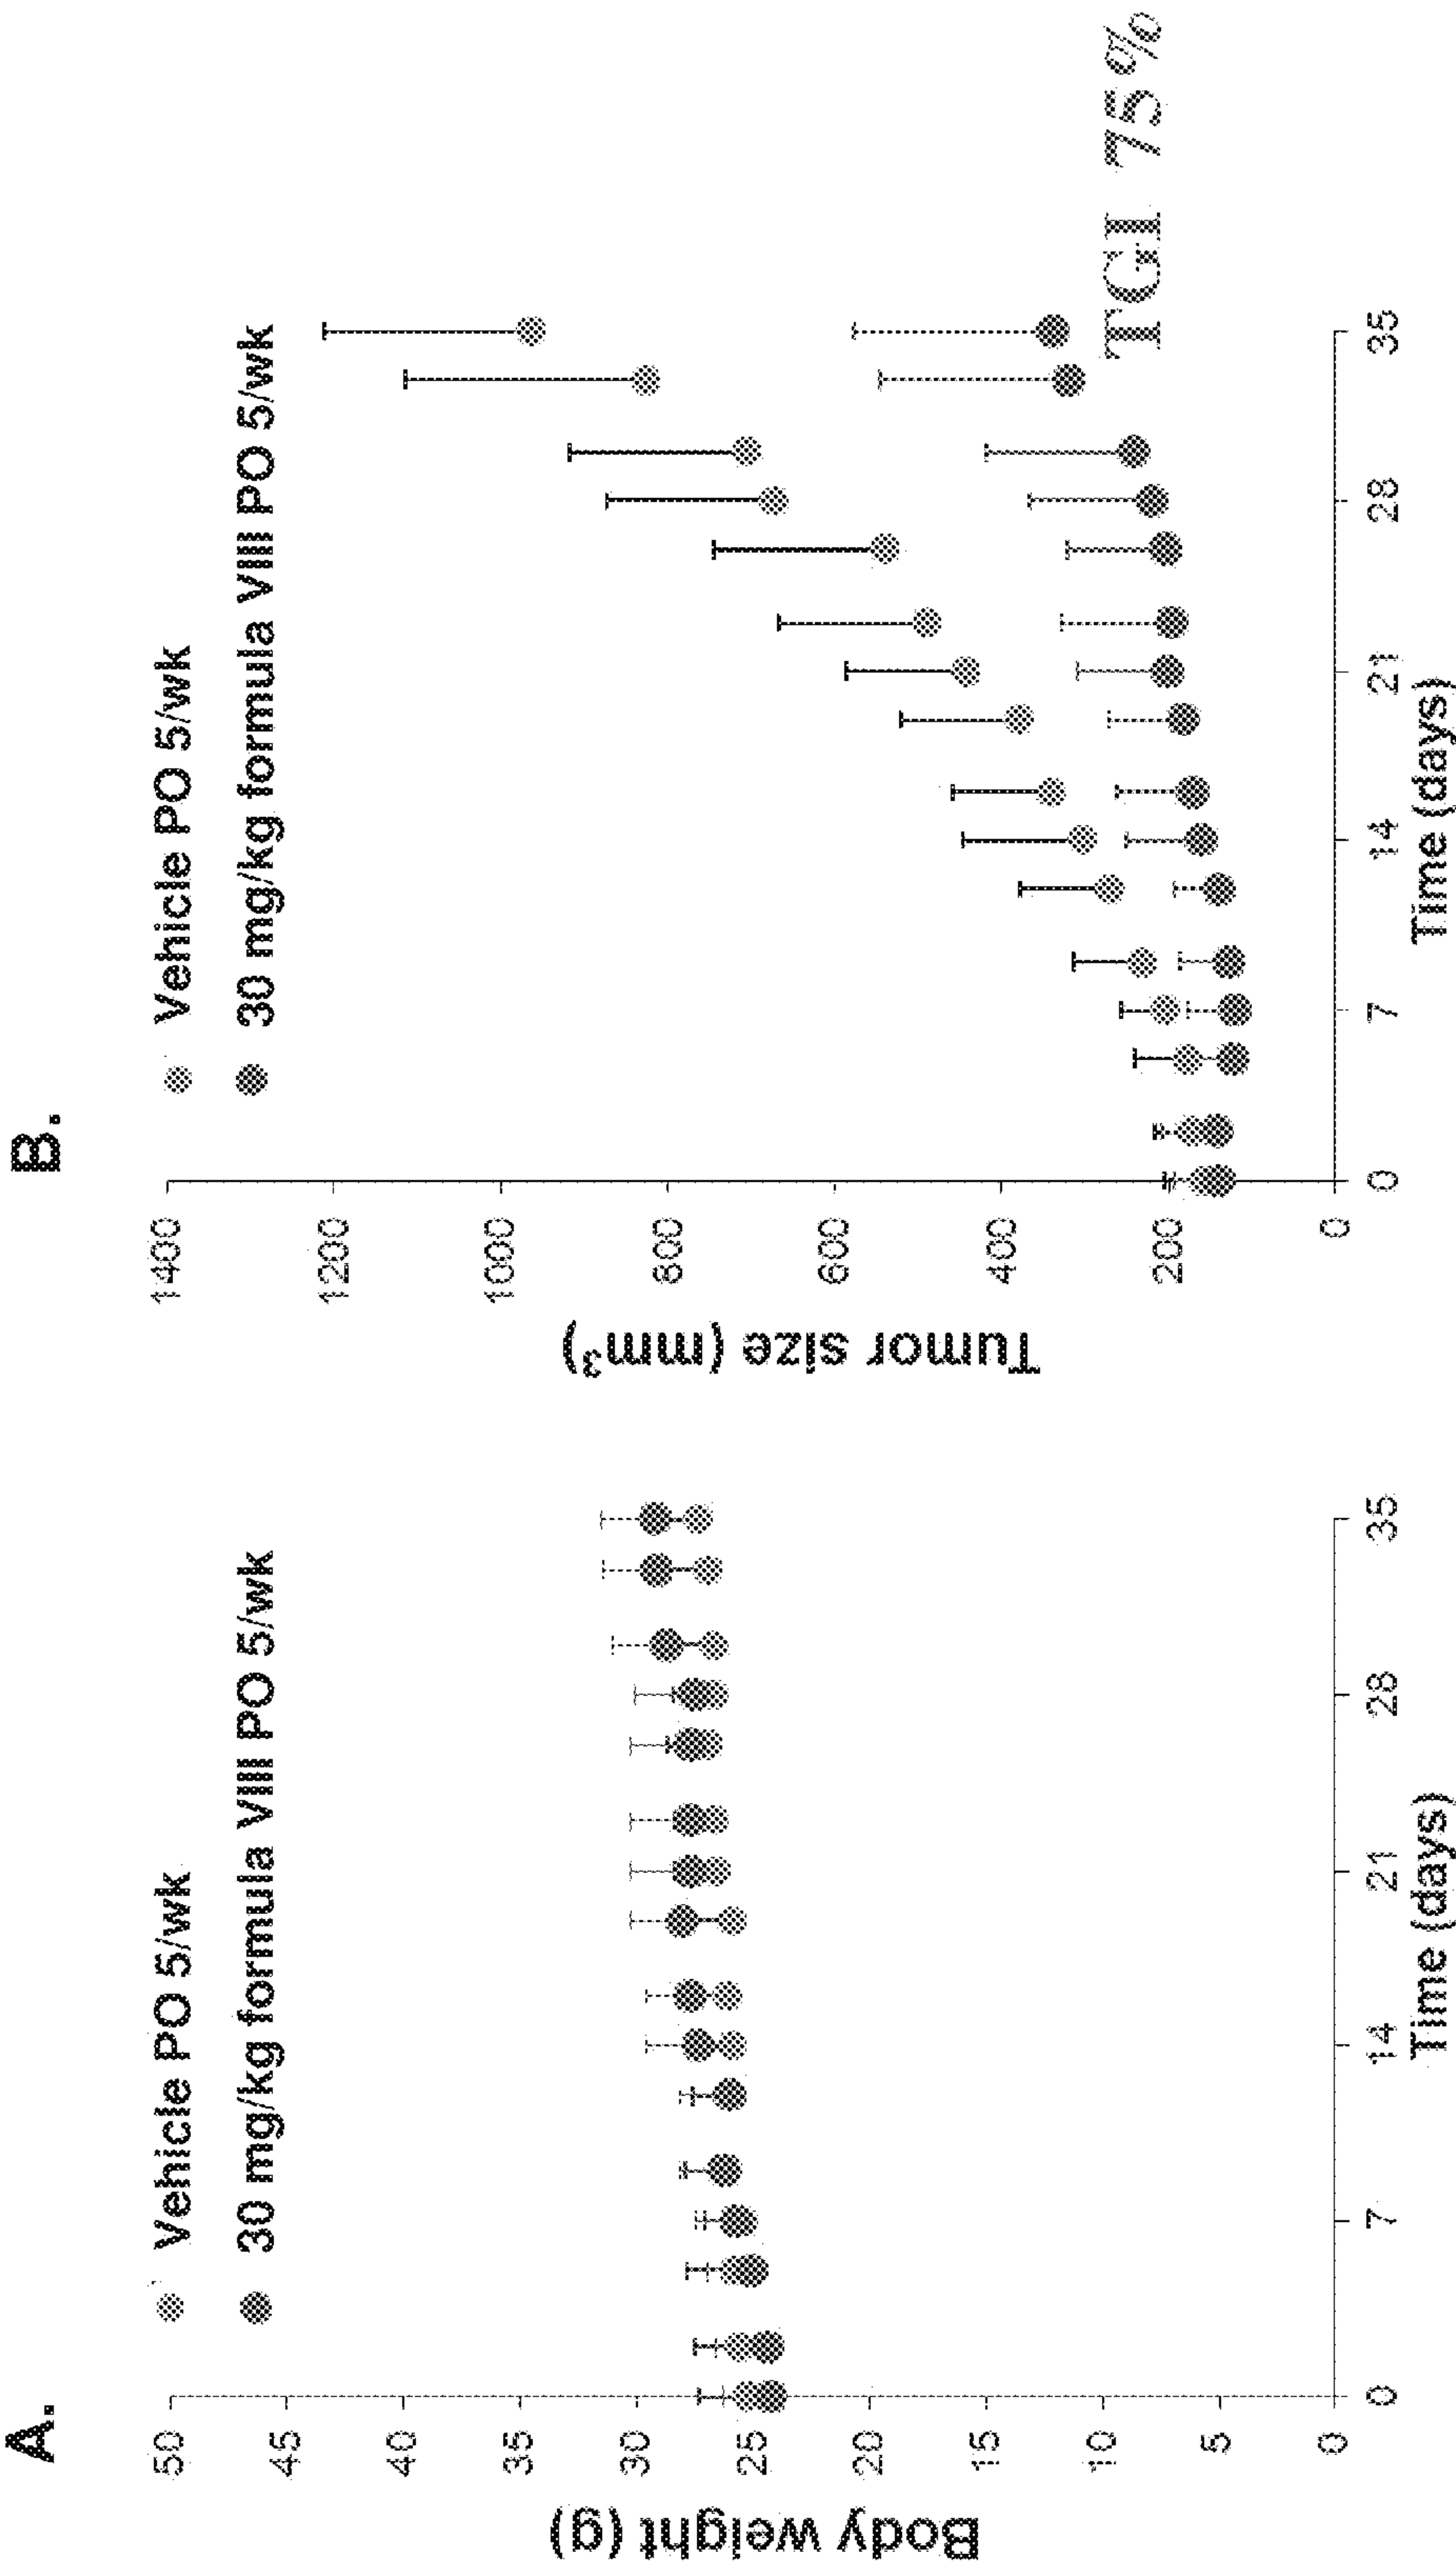 A.
Vehicle PO 5/wk
30 mg/kg formula VIII PO 5/wk
Body weight (g)
50
45
40
35
30
25
20
15
10
5
0
0 7 14 21 28 35
Time (days)
B.
Vehicle PO 5/wk
30 mg/kg formula VIII PO 5/wk
Tumor size (mm³)
1400
1200
1000
800
600
400
200
0
TGI 75%
0 7 14 21 28 35
Time (days)